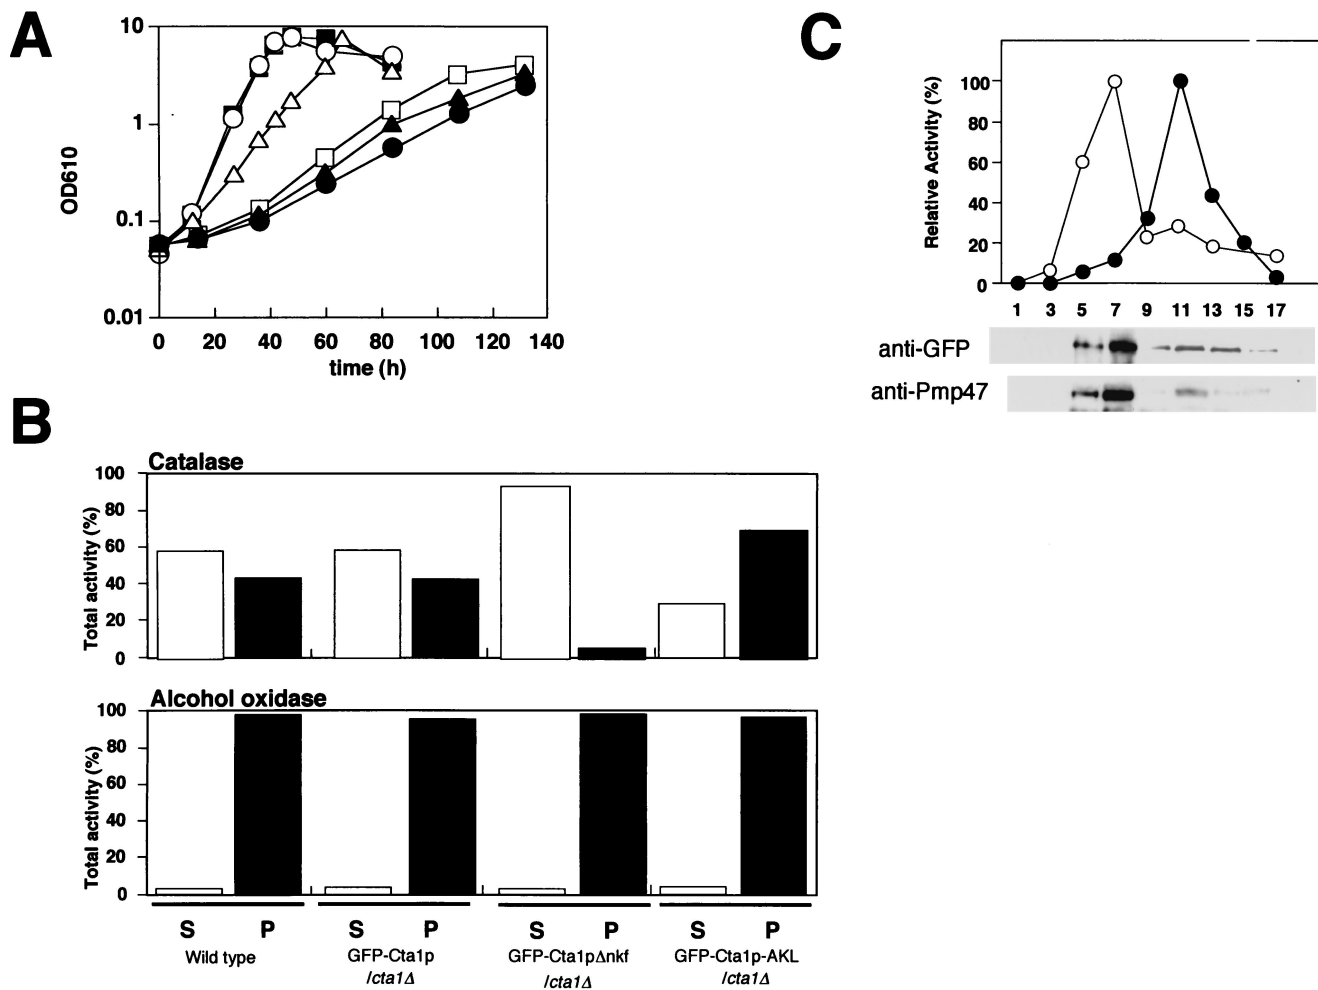 A
10
1
0.1
0.01
OD610
0 20 40 60 80 100 120 140
time (h)
B
Catalase
100
80
60
40
20
0
Total activity (%)
Alcohol oxidase
100
80
60
40
20
0
Total activity (%)
S P S P S P S P
Wild type GFP-Cta1p GFP-Cta1pΔnkf GFP-Cta1p-AKL
/cta1Δ /cta1Δ /cta1Δ
C
100
80
60
40
20
0
Relative Activity (%)
1 3 5 7 9 11 13 15 17
anti-GFP
anti-Pmp47